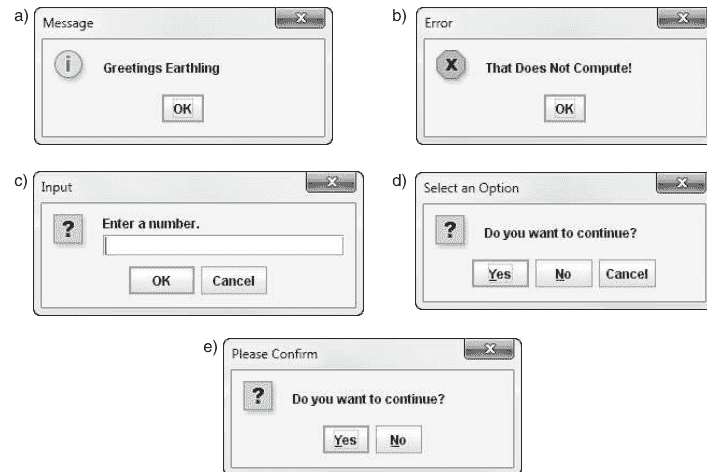 a) Message
Greetings Earthling
OK
b) Error
That Does Not Compute!
OK
c) Input
Enter a number.
OK Cancel
d) Select an Option
Do you want to continue?
Yes No Cancel
e) Please Confirm
Do you want to continue?
Yes No